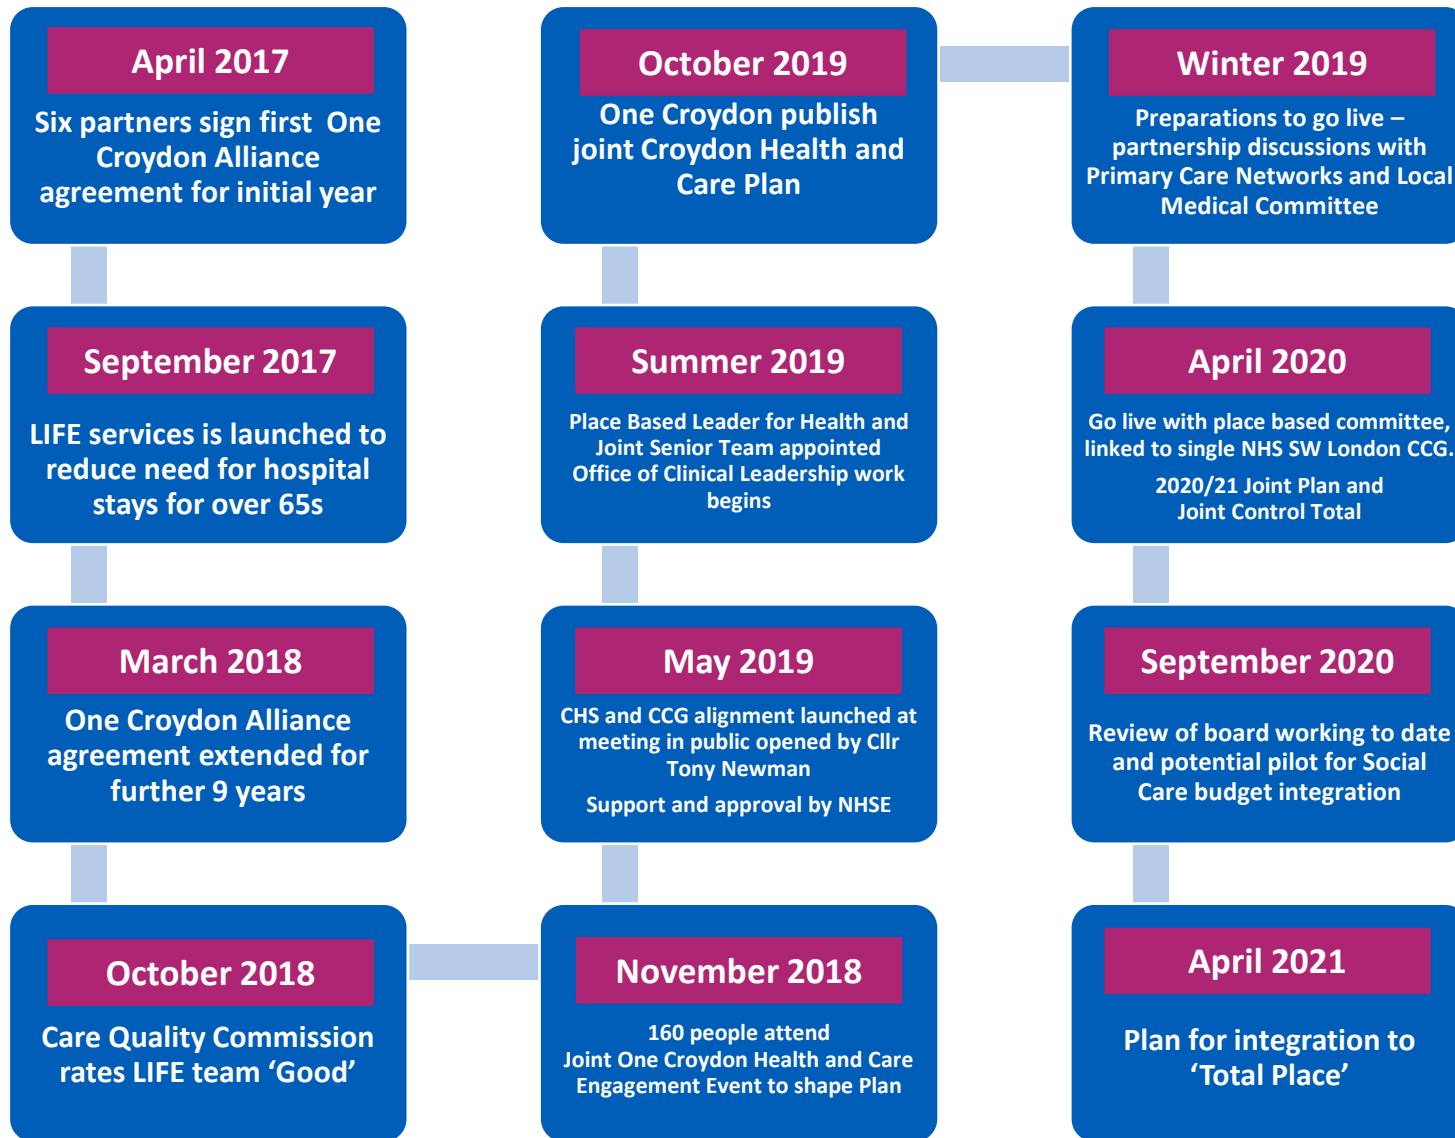 April 2017
Six partners sign first One
Croydon Alliance
agreement for initial year
September 2017
LIFE services is launched to
reduce need for hospital
stays for over 65s
March 2018
One Croydon Alliance
agreement extended for
further 9 years
October 2018
Care Quality Commission
rates LIFE team ‘Good’
November 2018
160 people attend
Joint One Croydon Health and Care
Engagement Event to shape Plan
May 2019
CHS and CCG alignment launched at
meeting in public opened by Cllr
Tony Newman
Support and approval by NHSE
Summer 2019
Place Based Leader for Health and
Joint Senior Team appointed
Office of Clinical Leadership work
begins
October 2019
One Croydon publish
joint Croydon Health and
Care Plan
Winter 2019
Preparations to go live –
partnership discussions with
Primary Care Networks and Local
Medical Committee
April 2020
Go live with place based committee,
linked to single NHS SW London CCG.
2020/21 Joint Plan and
Joint Control Total
September 2020
Review of board working to date
and potential pilot for Social
Care budget integration
April 2021
Plan for integration to
‘Total Place’